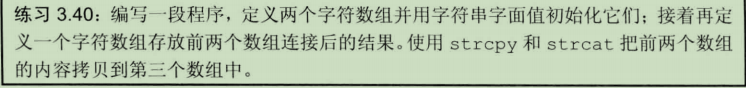 练习 3.40：编写一段程序，定义两个字符数组并用字符串字面值初始化它们；接着再定
义一个字符数组存放前两个数组连接后的结果。使用 strcpy 和 strcat 把前两个数组
的内容拷贝到第三个数组中。